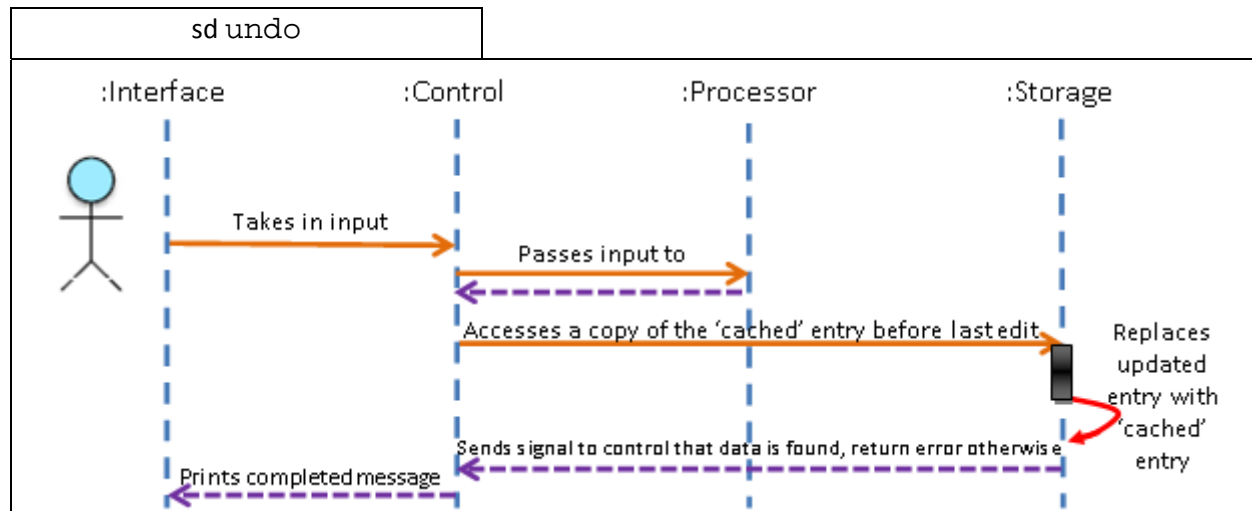 sd undo
:Interface
:Control
:Processor
:Storage
Takes in input
Passes input to
Accesses a copy of the ‘cached’ entry before last edit
Replaces
updated
entry with
‘cached’
entry
Sends signal to control that data is found, return error otherwise
Prints completed message